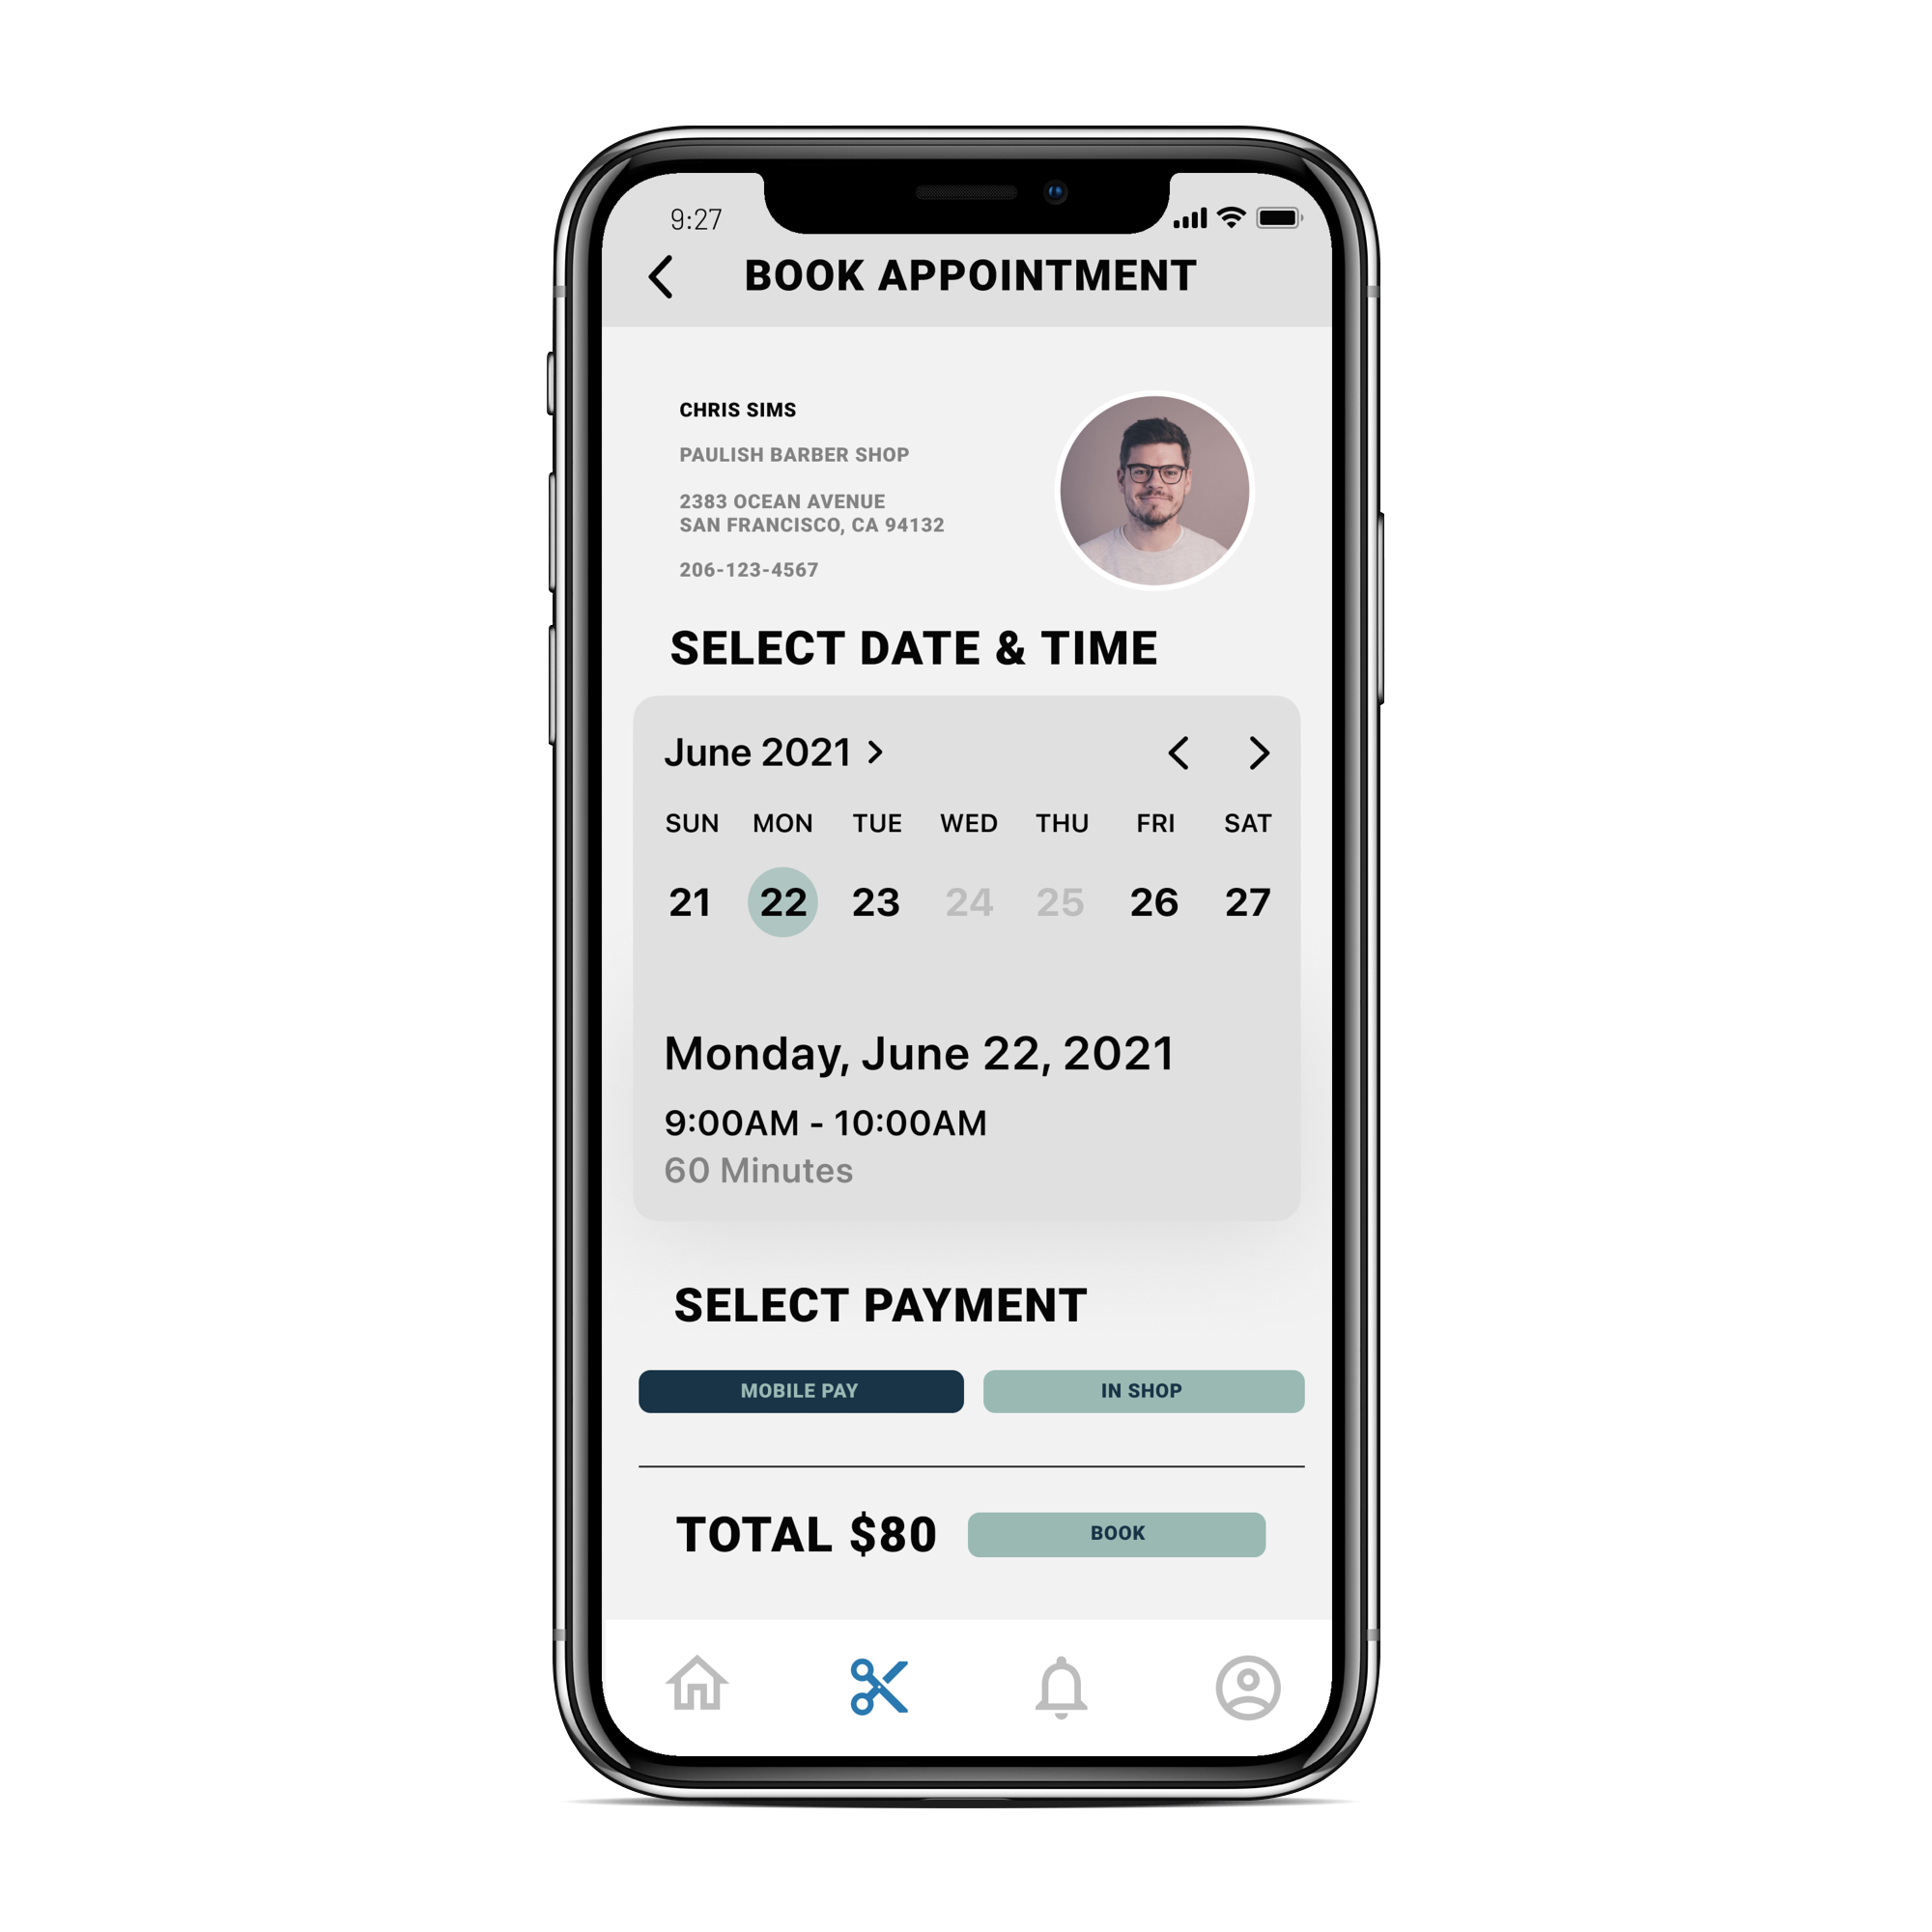 9:27
BOOK APPOINTMENT
CHRIS SIMS
PAULISH BARBER SHOP
2383 OCEAN AVENUE
SAN FRANCISCO, CA 94132
206-123-4567
SELECT DATE & TIME
June 2021
SUN MON TUE WED THU FRI SAT
21 22 23 24 25 26 27
Monday, June 22, 2021
9:00AM - 10:00AM
60 Minutes
SELECT PAYMENT
MOBILE PAY IN SHOP
TOTAL $80 BOOK